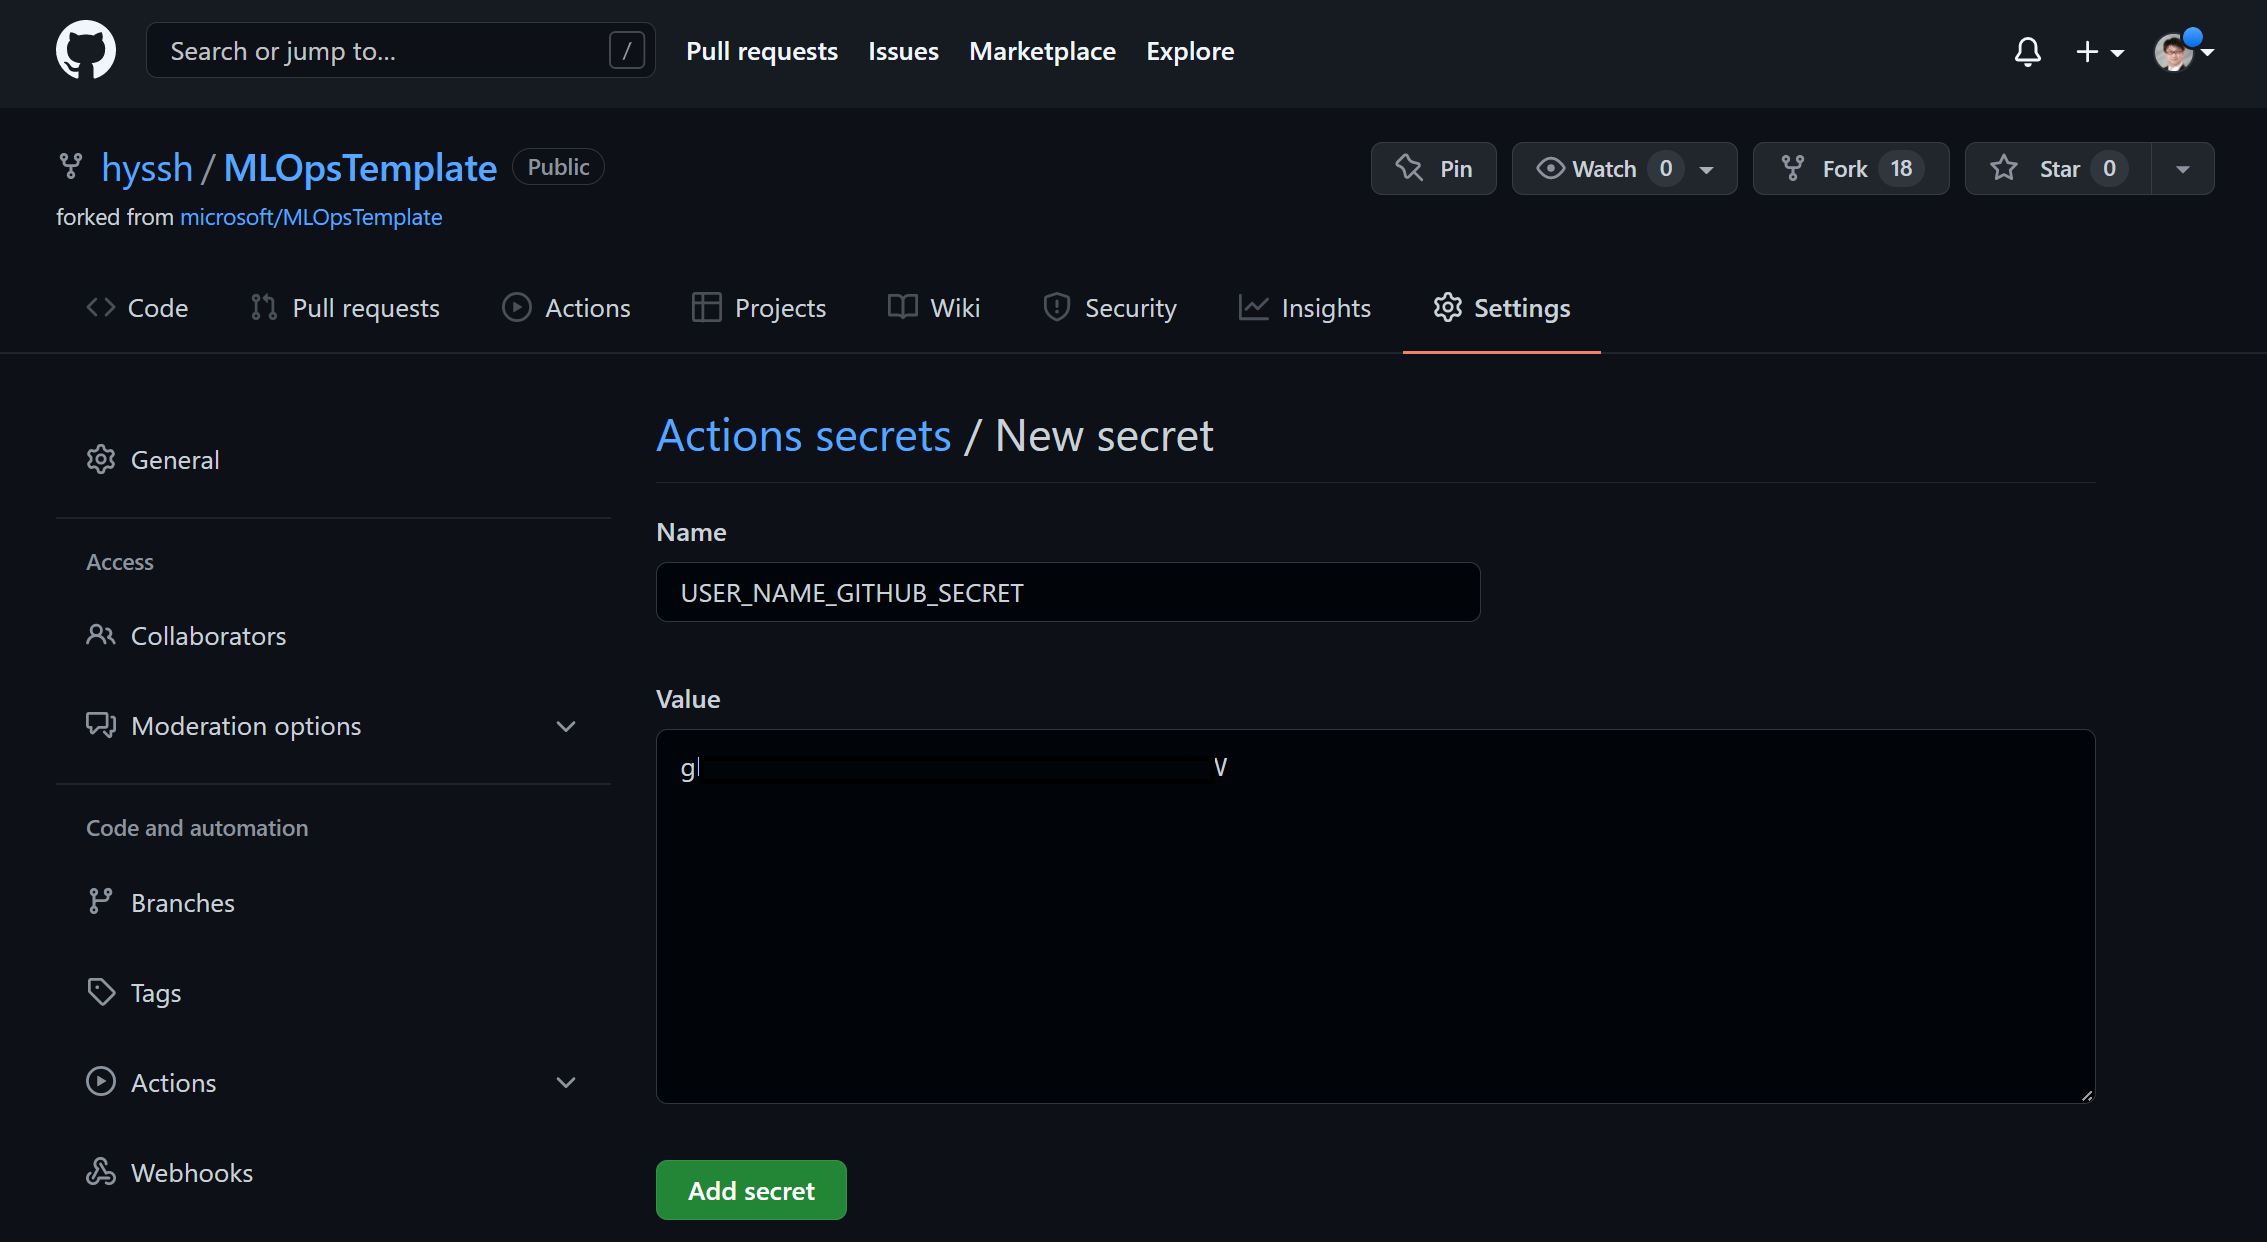 Search or jump to... /
Pull requests Issues Marketplace Explore
hyssh / MLOpsTemplate Public
Pin Watch 0 Fork 18 Star 0
forked from microsoft/MLOpsTemplate
Code Pull requests Actions Projects Wiki Security Insights Settings
General
Access
Collaborators
Moderation options
Code and automation
Branches
Tags
Actions
Webhooks
Actions secrets / New secret
Name
USER_NAME_GITHUB_SECRET
Value
Add secret